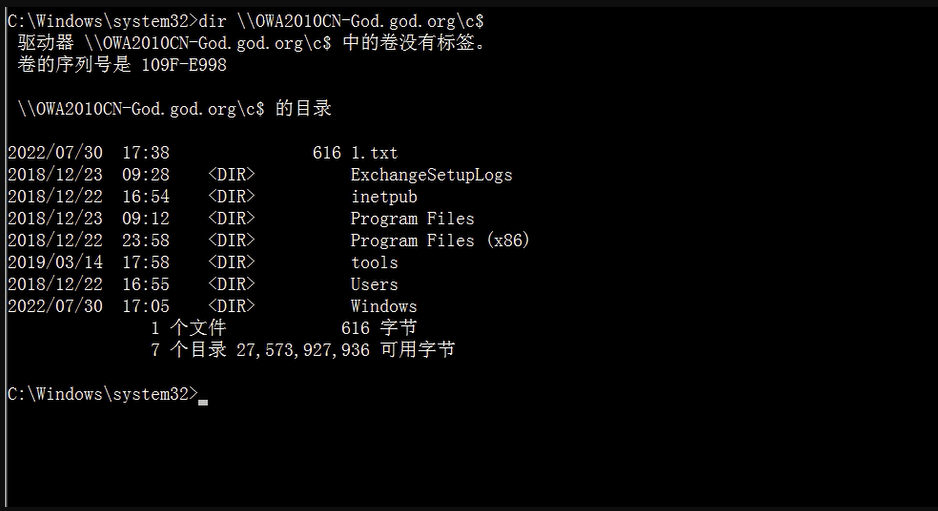 C:\Windows\system32>dir \\OWA2010CN-God.god.org\c$
驱动器 \\OWA2010CN-God.god.org\c$ 中的卷没有标签。
卷的序列号是 109F-E998
\\OWA2010CN-God.god.org\c$ 的目录
2022/07/30  17:38               616 1.txt
2018/12/23  09:28    <DIR>          ExchangeSetupLogs
2018/12/22  16:54    <DIR>          inetpub
2018/12/23  09:12    <DIR>          Program Files
2018/12/22  23:58    <DIR>          Program Files (x86)
2019/03/14  17:58    <DIR>          tools
2018/12/22  16:55    <DIR>          Users
2022/07/30  17:05    <DIR>          Windows
1 个文件            616 字节
7 个目录 27,573,927,936 可用字节
C:\Windows\system32>